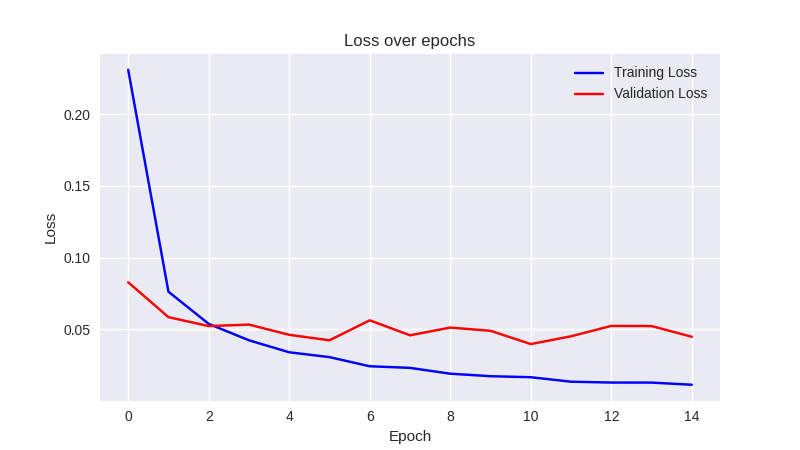 Loss over epochs
Training Loss
Validation Loss
0.20
0.15
0.10
0.05
Loss
0 2 4 6 8 10 12 14
Epoch